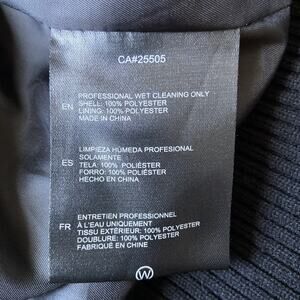 CA#25505
EN
PROFESSIONAL WET CLEANING ONLY
SHELL: 100% POLYESTER
LINING: 100% POLYESTER
MADE IN CHINA
ES
LIMPIEZA HÚMEDA PROFESIONAL
SOLAMENTE
TELA: 100% POLIÉSTER
FORRO: 100% POLIÉSTER
HECHO EN CHINA
FR
ENTRETIEN PROFESSIONNEL
À L'EAU UNIQUEMENT
TISSU EXTÉRIEUR: 100% POLYESTER
DOUBLURE: 100% POLYESTER
FABRIQUÉ EN CHINE
W